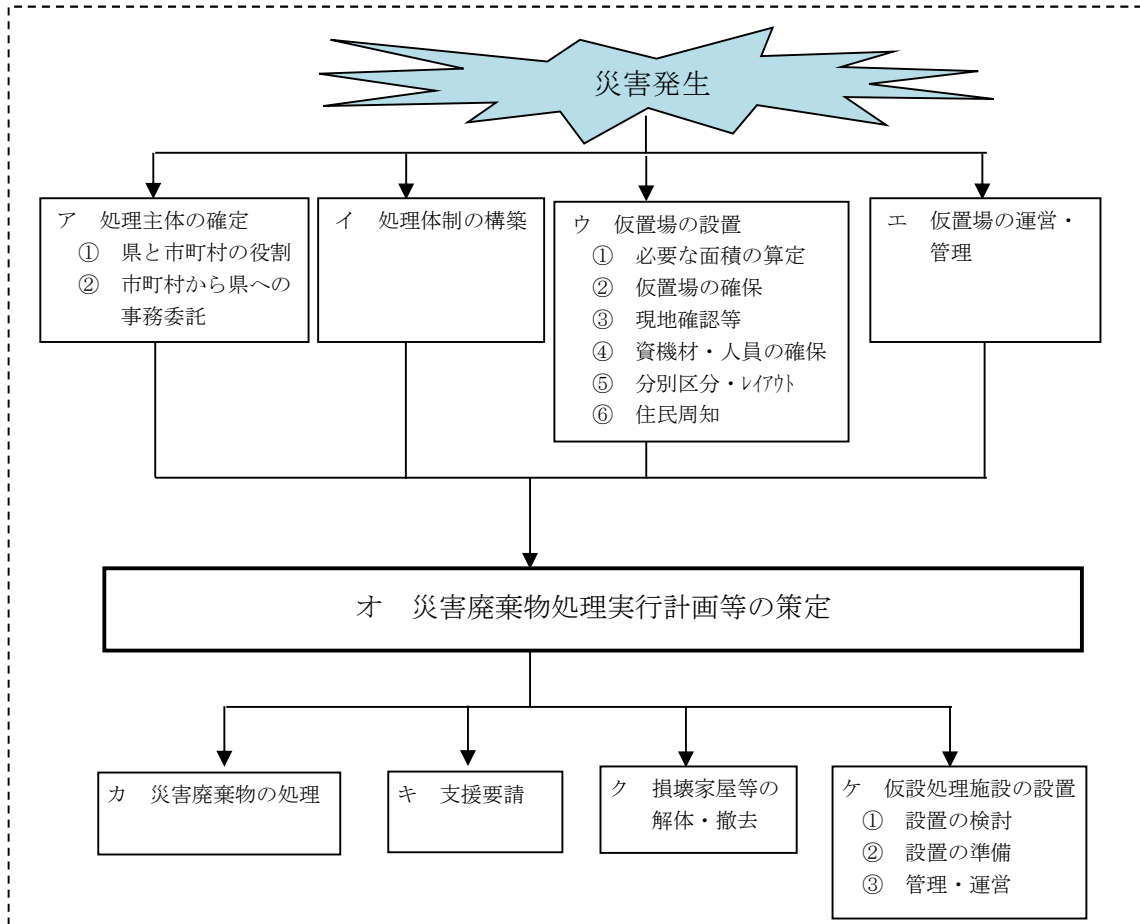 災害発生
ア 処理主体の確定
① 県と市町村の役割
② 市町村から県への
事務委託
イ 処理体制の構築
ウ 仮置場の設置
① 必要な面積の算定
② 仮置場の確保
③ 現地確認等
④ 資機材・人員の確保
⑤ 分別区分・ﾚｲｱｳﾄ
⑥ 住民周知
エ 仮置場の運営・
管理
オ 災害廃棄物処理実行計画等の策定
カ 災害廃棄物の処理
キ 支援要請
ク 損壊家屋等の
解体・撤去
ケ 仮設処理施設の設置
① 設置の検討
② 設置の準備
③ 管理・運営